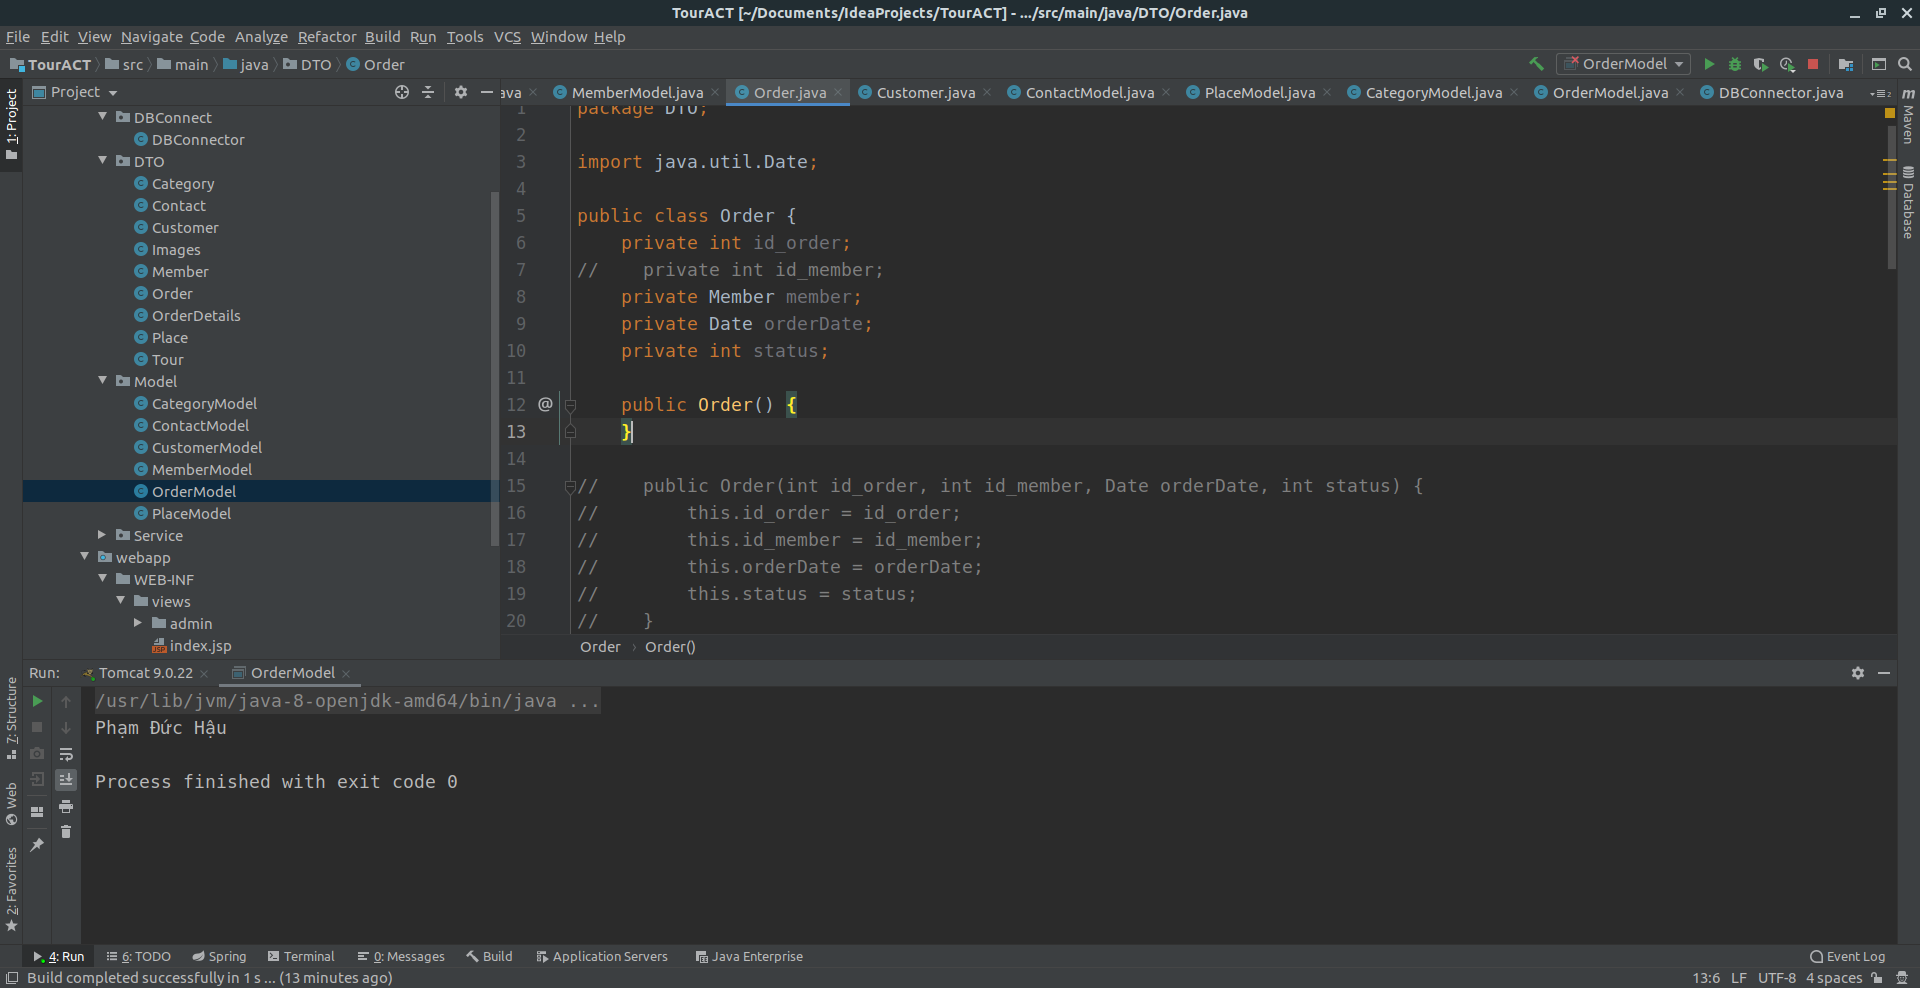 TourACT [~/Documents/IdeaProjects/TourACT] - .../src/main/java/DTO/Order.java
File Edit View Navigate Code Analyze Refactor Build Run Tools VCS Window Help
TourACT src main java DTO Order
OrderModel
1: Project
7: Structure
Web
2: Favorites
Project
DBConnect
DBConnector
DTO
Category
Contact
Customer
Images
Member
Order
OrderDetails
Place
Tour
Model
CategoryModel
ContactModel
CustomerModel
MemberModel
OrderModel
PlaceModel
Service
webapp
WEB-INF
views
admin
index.jsp
ava MemberModel.java Order.java Customer.java ContactModel.java PlaceModel.java CategoryModel.java OrderModel.java DBConnector.java
1 package DTO;
2
3 import java.util.Date;
4
5 public class Order {
6     private int id_order;
7 //    private int id_member;
8     private Member member;
9     private Date orderDate;
10     private int status;
11
12 @     public Order() {
13     }
14
15 //    public Order(int id_order, int id_member, Date orderDate, int status) {
16 //        this.id_order = id_order;
17 //        this.id_member = id_member;
18 //        this.orderDate = orderDate;
19 //        this.status = status;
20 //    }
Order › Order()
Maven
Database
Run: Tomcat 9.0.22 OrderModel
/usr/lib/jvm/java-8-openjdk-amd64/bin/java ...
Phạm Đức Hậu
Process finished with exit code 0
4: Run 6: TODO Spring Terminal 0: Messages Build Application Servers Java Enterprise Event Log
Build completed successfully in 1 s ... (13 minutes ago) 13:6 LF UTF-8 4 spaces